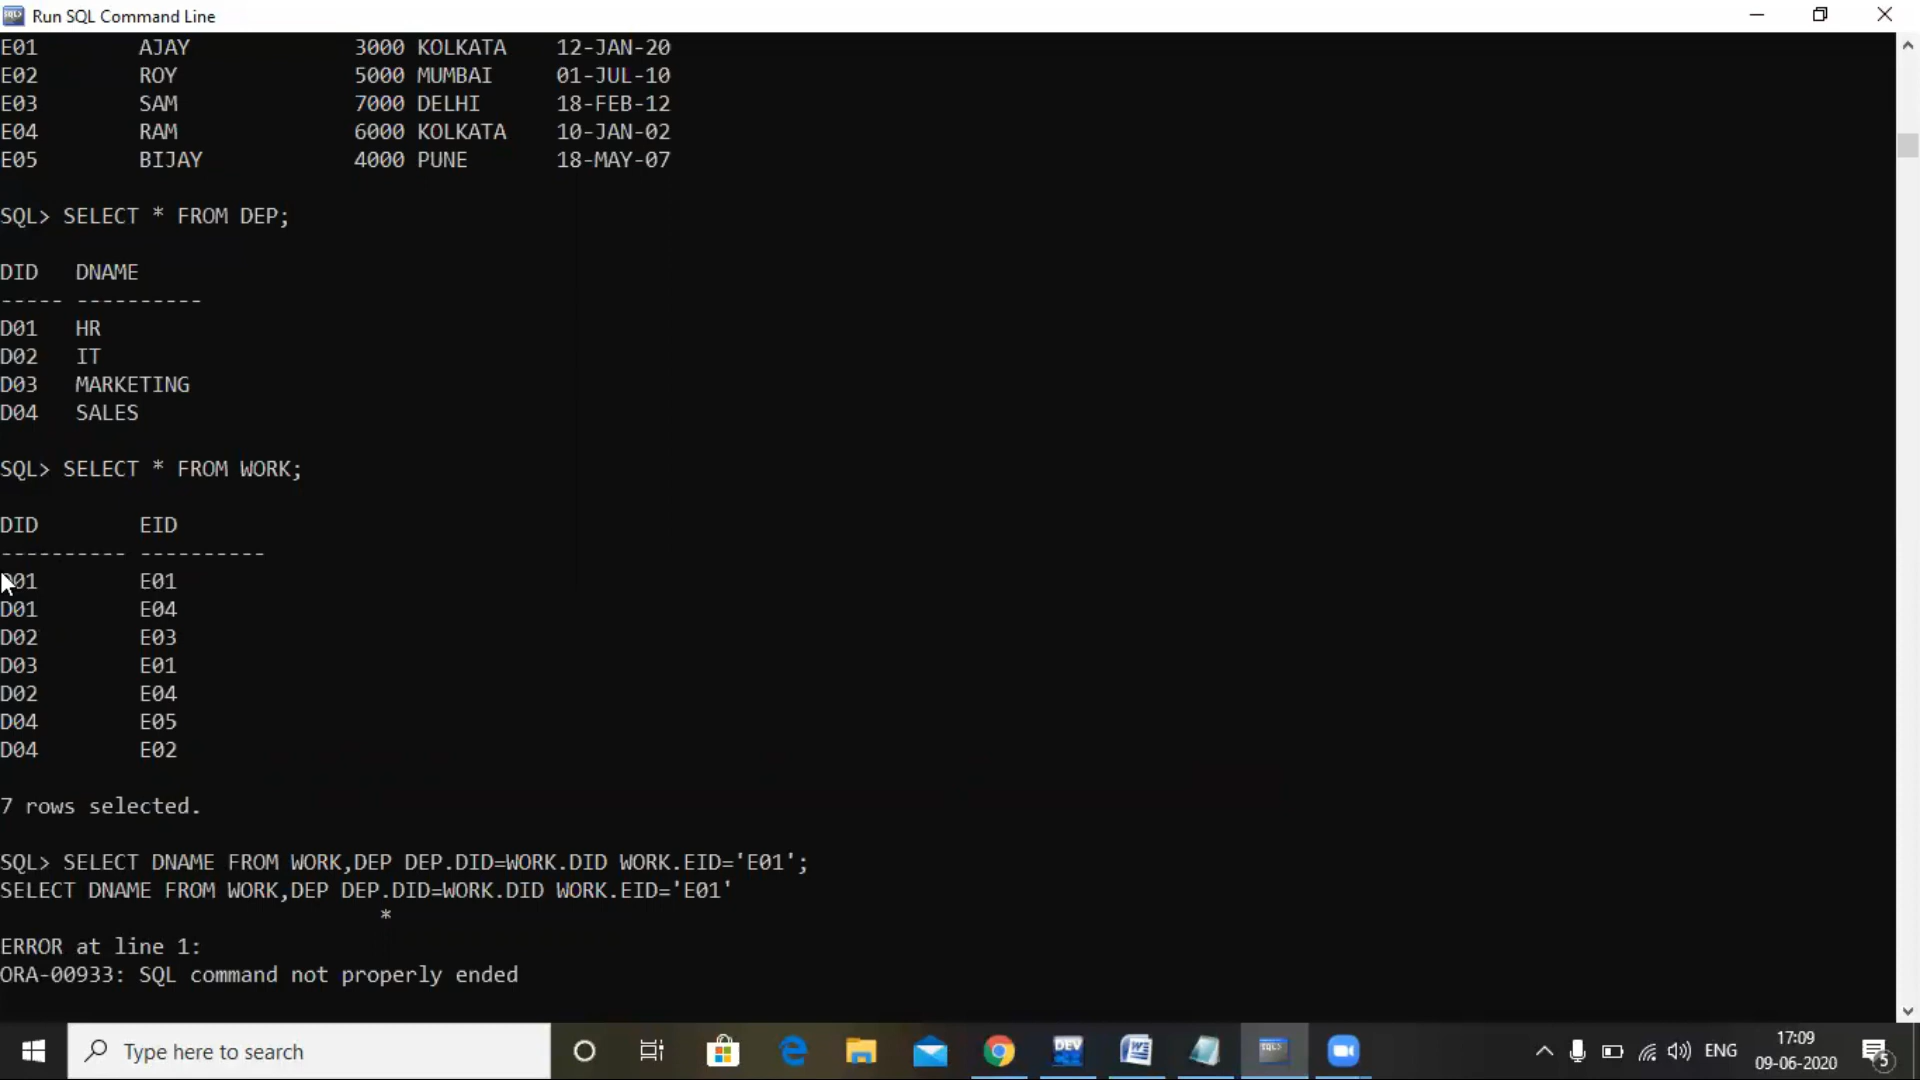 Run SQL Command Line
E01 AJAY 3000 KOLKATA 12-JAN-20
E02 ROY 5000 MUMBAI 01-JUL-10
E03 SAM 7000 DELHI 18-FEB-12
E04 RAM 6000 KOLKATA 10-JAN-02
E05 BIJAY 4000 PUNE 18-MAY-07
SQL> SELECT * FROM DEP;
DID DNAME
----- ----------
D01 HR
D02 IT
D03 MARKETING
D04 SALES
SQL> SELECT * FROM WORK;
DID EID
---------- ----------
D01 E01
D01 E04
D02 E03
D03 E01
D02 E04
D04 E05
D04 E02
7 rows selected.
SQL> SELECT DNAME FROM WORK,DEP DEP.DID=WORK.DID WORK.EID='E01';
SELECT DNAME FROM WORK,DEP DEP.DID=WORK.DID WORK.EID='E01'
*
ERROR at line 1:
ORA-00933: SQL command not properly ended
Type here to search
DEV
ENG
17:09
09-06-2020
5